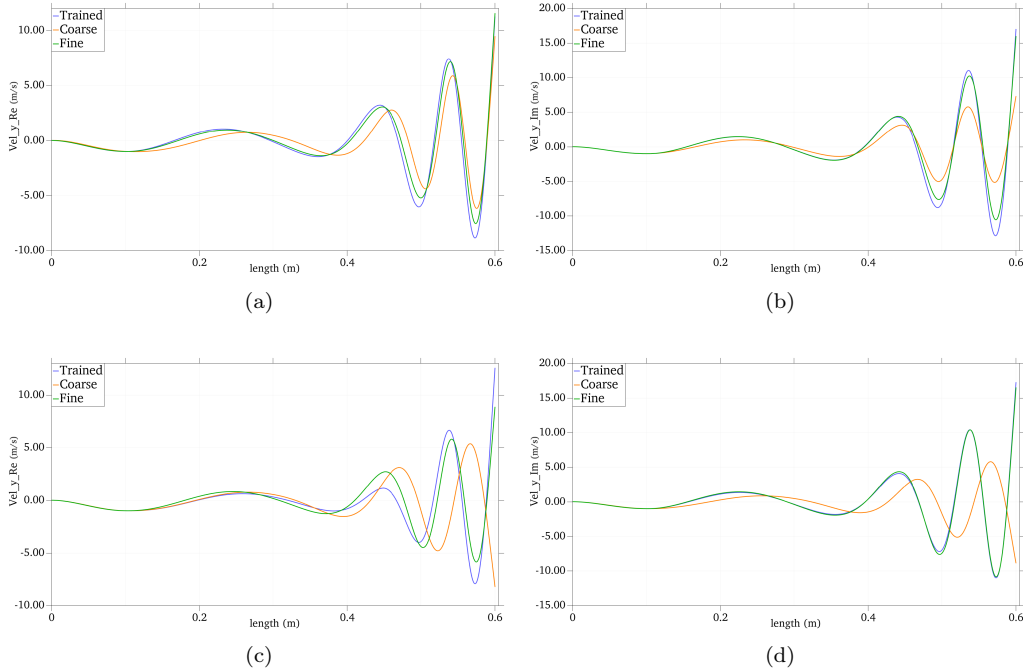 Trained
Coarse
Fine
10.00
5.00
0.00
-5.00
-10.00
Vel_y_Re (m/s)
0
0.2
0.4
0.6
length (m)
(a)
Trained
Coarse
Fine
20.00
15.00
10.00
5.00
0.00
-5.00
-10.00
-15.00
Vel_y_Im (m/s)
0
0.2
0.4
0.6
length (m)
(b)
Trained
Coarse
Fine
10.00
5.00
0.00
-5.00
-10.00
Vel_y_Re (m/s)
0
0.2
0.4
0.6
length (m)
(c)
Trained
Coarse
Fine
20.00
15.00
10.00
5.00
0.00
-5.00
-10.00
-15.00
Vel_y_Im (m/s)
0
0.2
0.4
0.6
length (m)
(d)